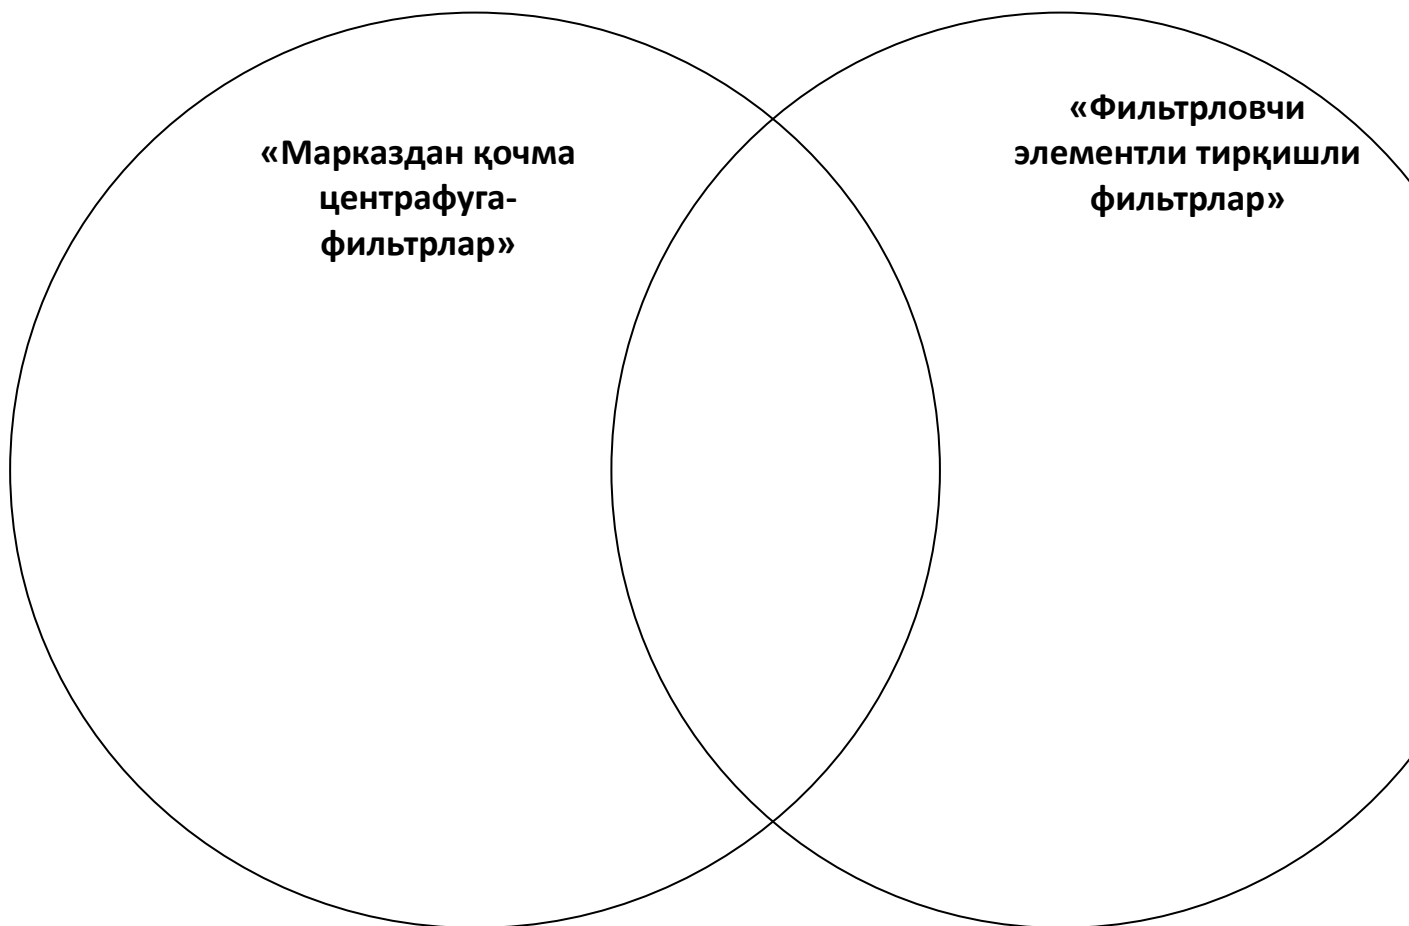 «Марказдан қочма
центрафуга-
фильтрлар»
«Фильтрловчи
элементли тирқишли
фильтрлар»